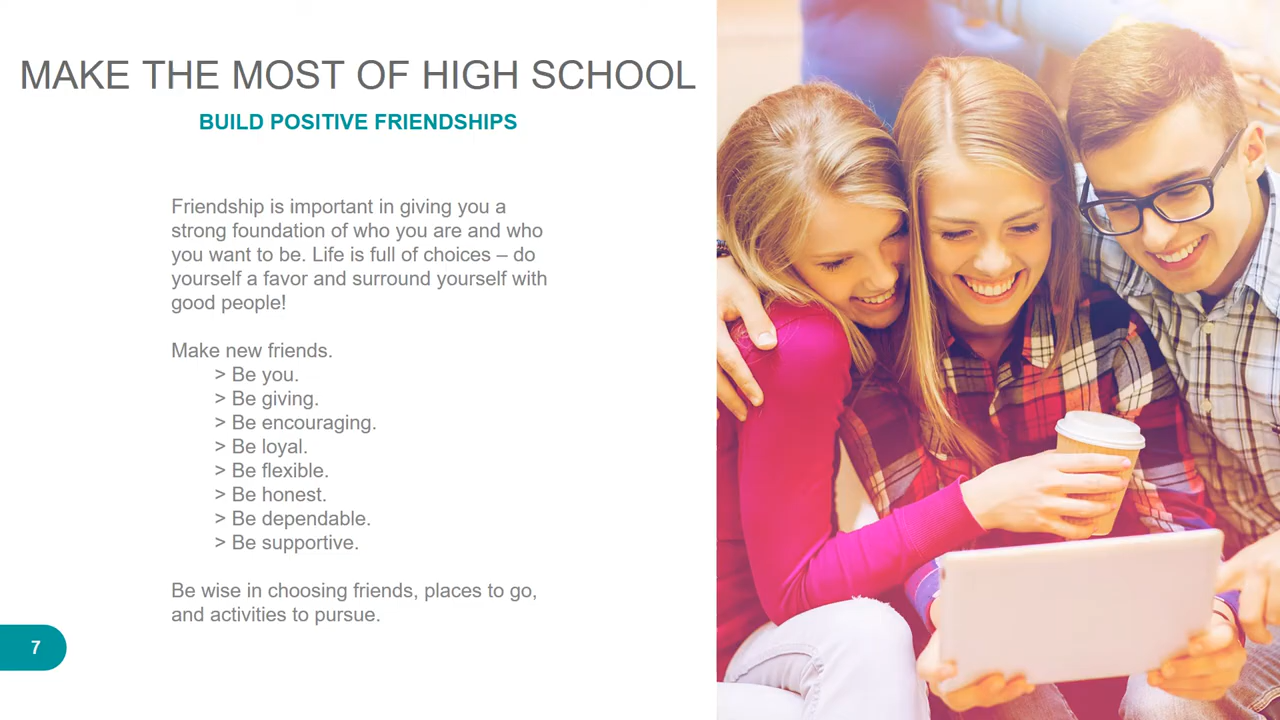 MAKE THE MOST OF HIGH SCHOOL
BUILD POSITIVE FRIENDSHIPS
Friendship is important in giving you a
strong foundation of who you are and who
you want to be. Life is full of choices – do
yourself a favor and surround yourself with
good people!
Make new friends.
> Be you.
> Be giving.
> Be encouraging.
> Be loyal.
> Be flexible.
> Be honest.
> Be dependable.
> Be supportive.
Be wise in choosing friends, places to go,
and activities to pursue.
7